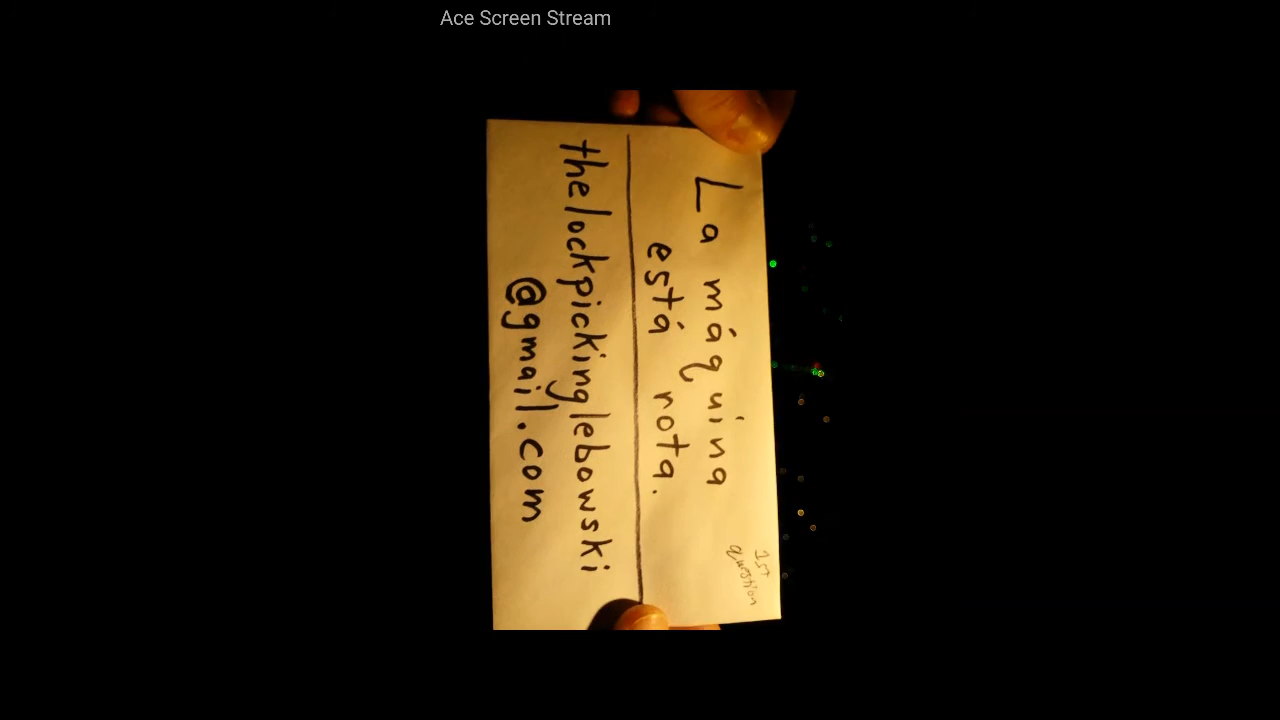 Ace Screen Stream
1st
question
La máquina
está rota.
thelockpickinglebowski
@gmail.com